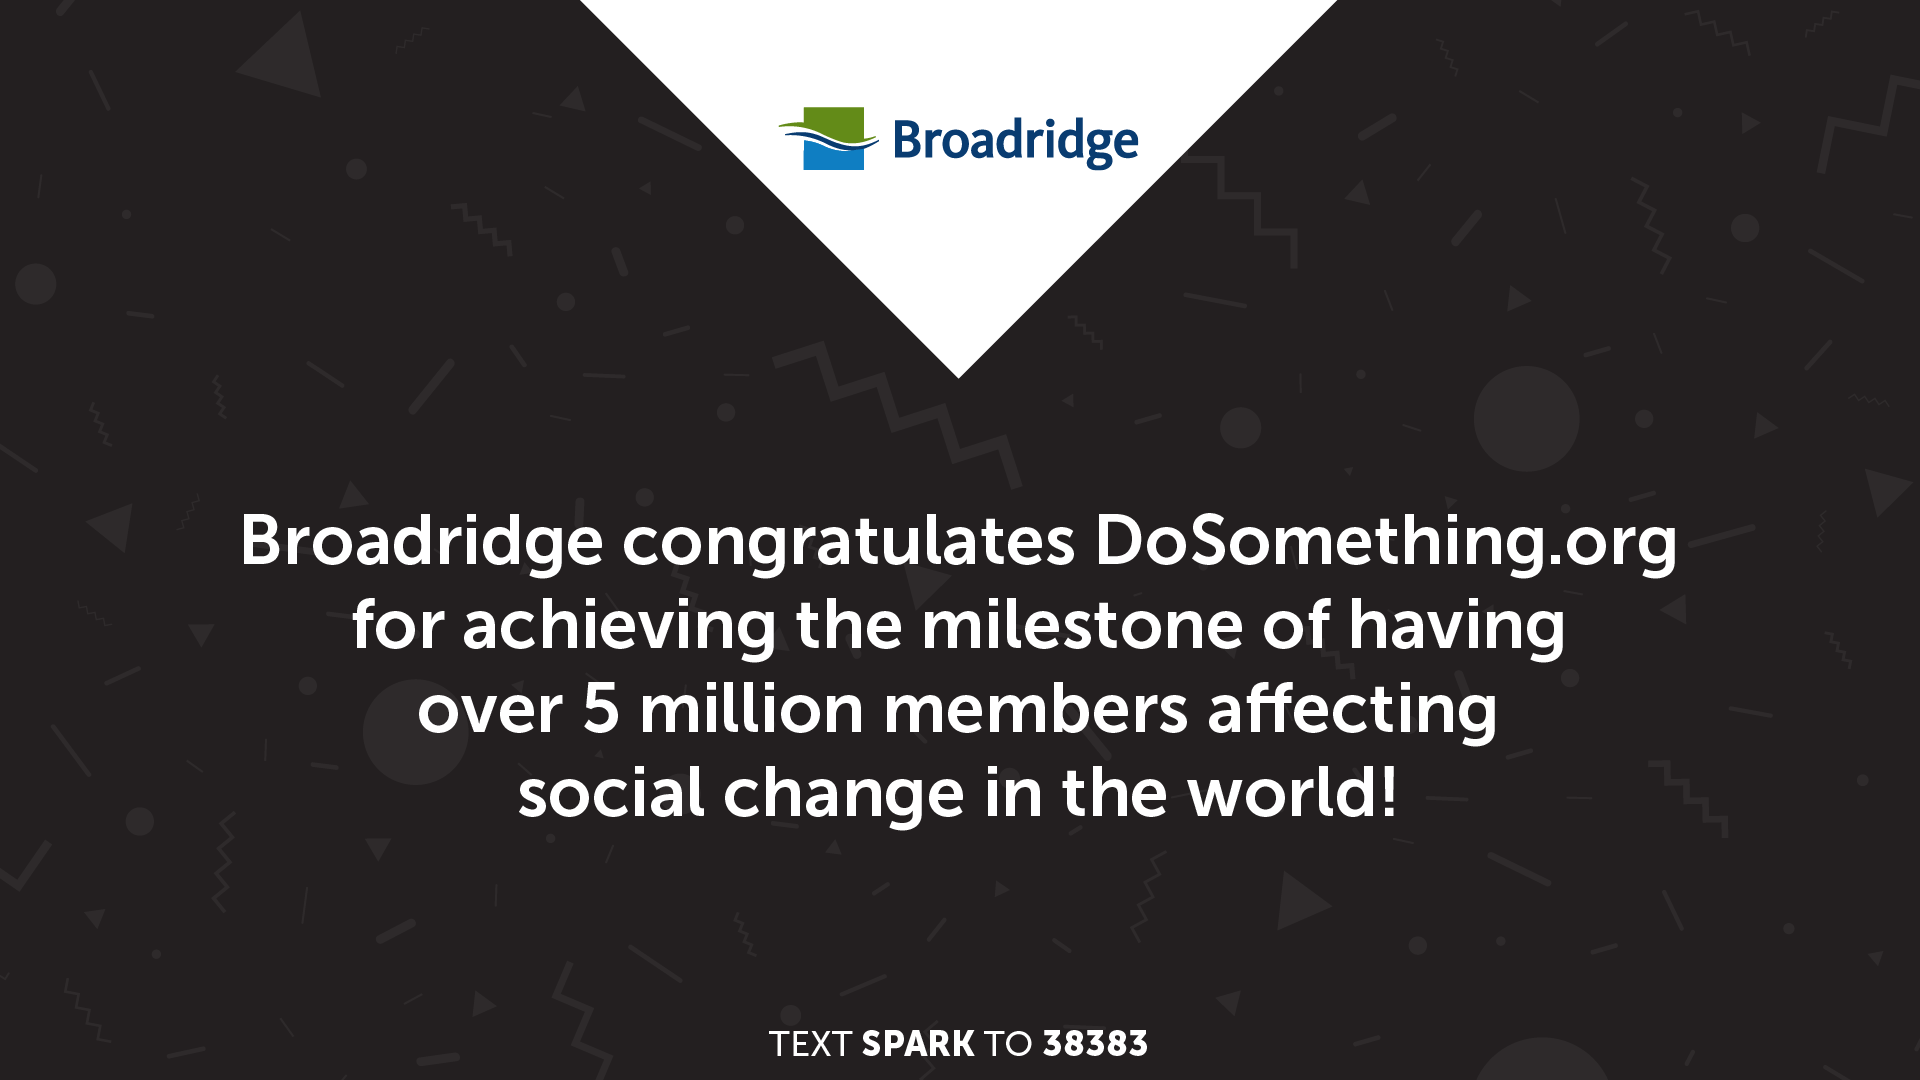 Broadridge
Broadridge congratulates DoSomething.org
for achieving the milestone of having
over 5 million members affecting
social change in the world!
TEXT SPARK TO 38383